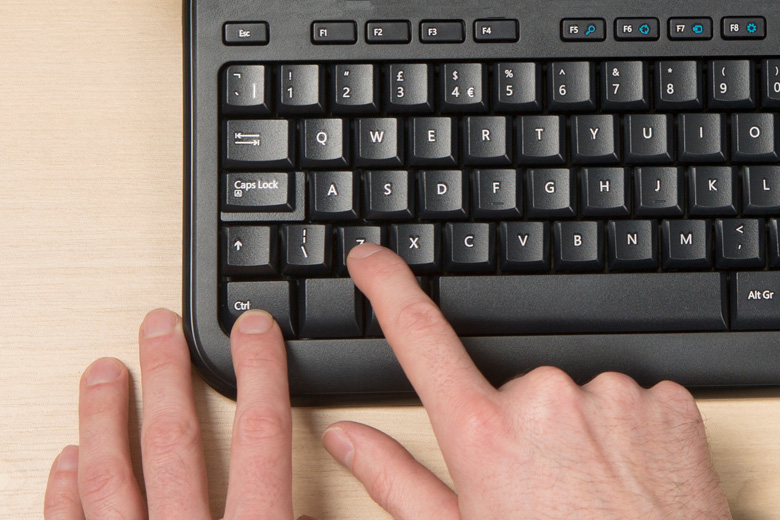 Esc F1 F2 F3 F4 F5 F6 F7 F8
¬ ! " £ $ % ^ & * ( )
` | 1 2 3 4 € 5 6 7 8 9 0
Q W E R T Y U I O
Caps Lock A S D F G H J K L
A
¦ Z X C V B N M <
\ ,
Ctrl Alt Gr